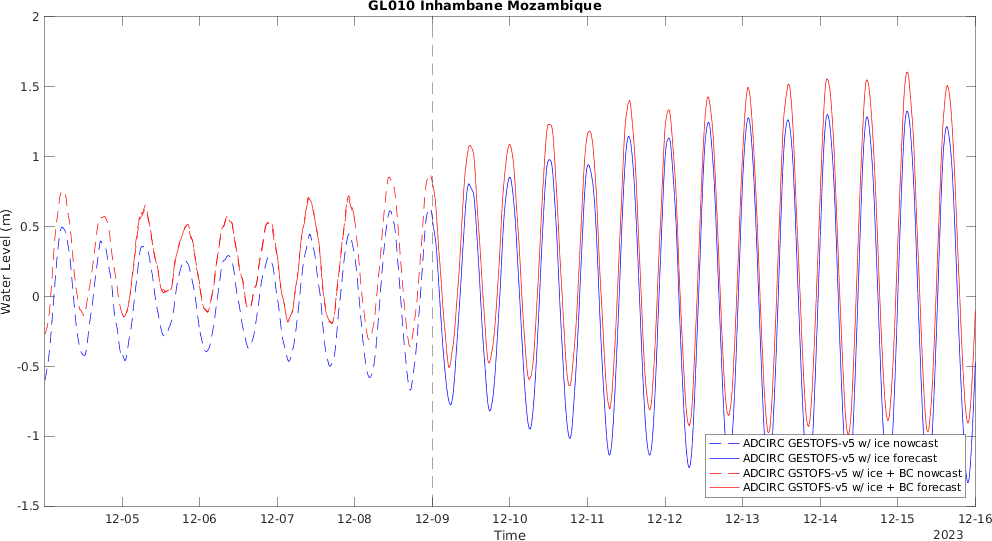 GL010 Inhambane Mozambique
2
1.5
1
0.5
0
-0.5
-1
-1.5
Water Level (m)
ADCIRC GESTOFS-v5 w/ ice nowcast
ADCIRC GESTOFS-v5 w/ ice forecast
ADCIRC GSTOFS-v5 w/ ice + BC nowcast
ADCIRC GSTOFS-v5 w/ ice + BC forecast
12-05 12-06 12-07 12-08 12-09 12-10 12-11 12-12 12-13 12-14 12-15 12-16
Time
2023